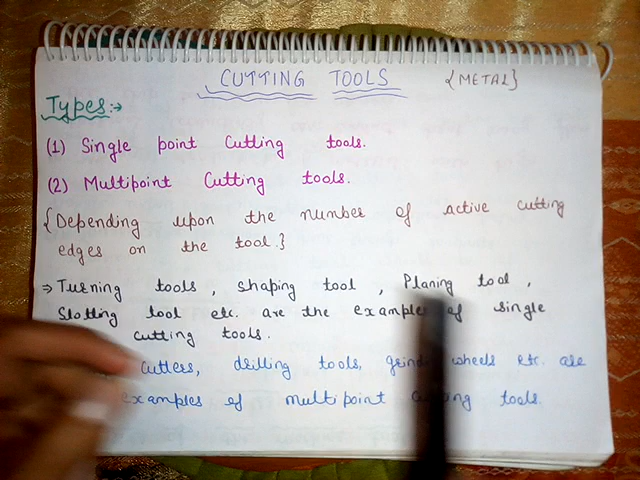 CUTTING TOOLS {METAL}
Types:→
(1) Single point Cutting tools.
(2) Multipoint Cutting tools.
{Depending upon the number of active cutting
edges on the tool.}
⇒ Turning tools, shaping tool, Planing tool,
Slotting tool etc. are the examples of single
cutting tools.
cutters, drilling tools, wheels etc. are
examples of multipoint tools.